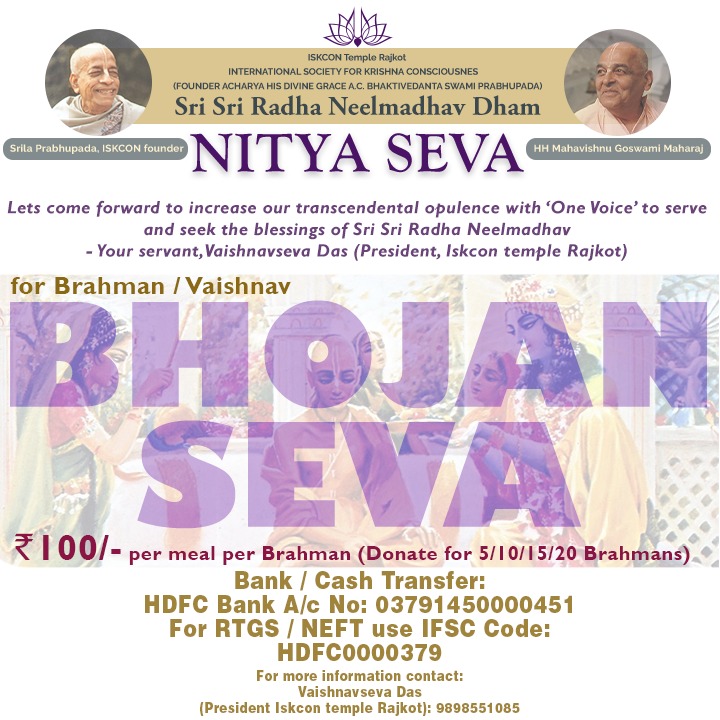 ISKCON Temple Rajkot
INTERNATIONAL SOCIETY FOR KRISHNA CONSCIOUSNES
(FOUNDER ACHARYA HIS DIVINE GRACE A.C. BHAKTIVEDANTA SWAMI PRABHUPADA)
Sri Sri Radha Neelmadhav Dham
Srila Prabhupada, ISKCON founder
NITYA SEVA
HH Mahavishnu Goswami Maharaj
Lets come forward to increase our transcendental opulence with ‘One Voice’ to serve
and seek the blessings of Sri Sri Radha Neelmadhav
- Your servant,Vaishnavseva Das (President, Iskcon temple Rajkot)
for Brahman / Vaishnav
BHOJAN
SEVA
₹100/- per meal per Brahman (Donate for 5/10/15/20 Brahmans)
Bank / Cash Transfer:
HDFC Bank A/c No: 03791450000451
For RTGS / NEFT use IFSC Code:
HDFC0000379
For more information contact:
Vaishnavseva Das
(President Iskcon temple Rajkot): 9898551085